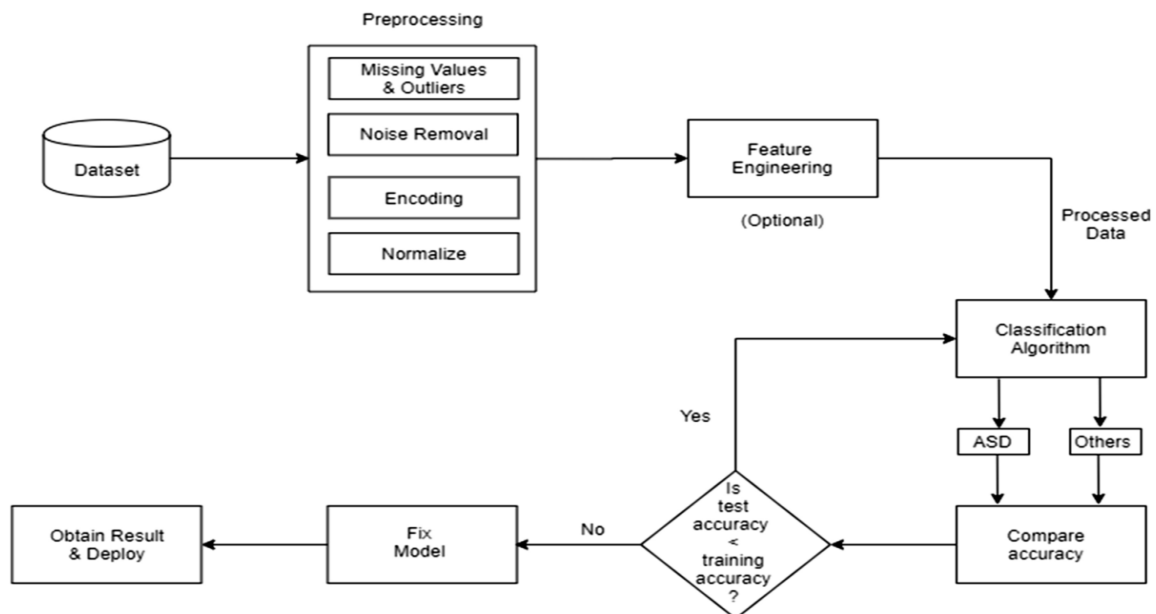 Preprocessing
Missing Values
& Outliers
Noise Removal
Encoding
Normalize
Dataset
Feature
Engineering
(Optional)
Processed
Data
Classification
Algorithm
ASD
Others
Compare
accuracy
Is
test
accuracy
<
training
accuracy
?
Yes
No
Fix
Model
Obtain Result
& Deploy